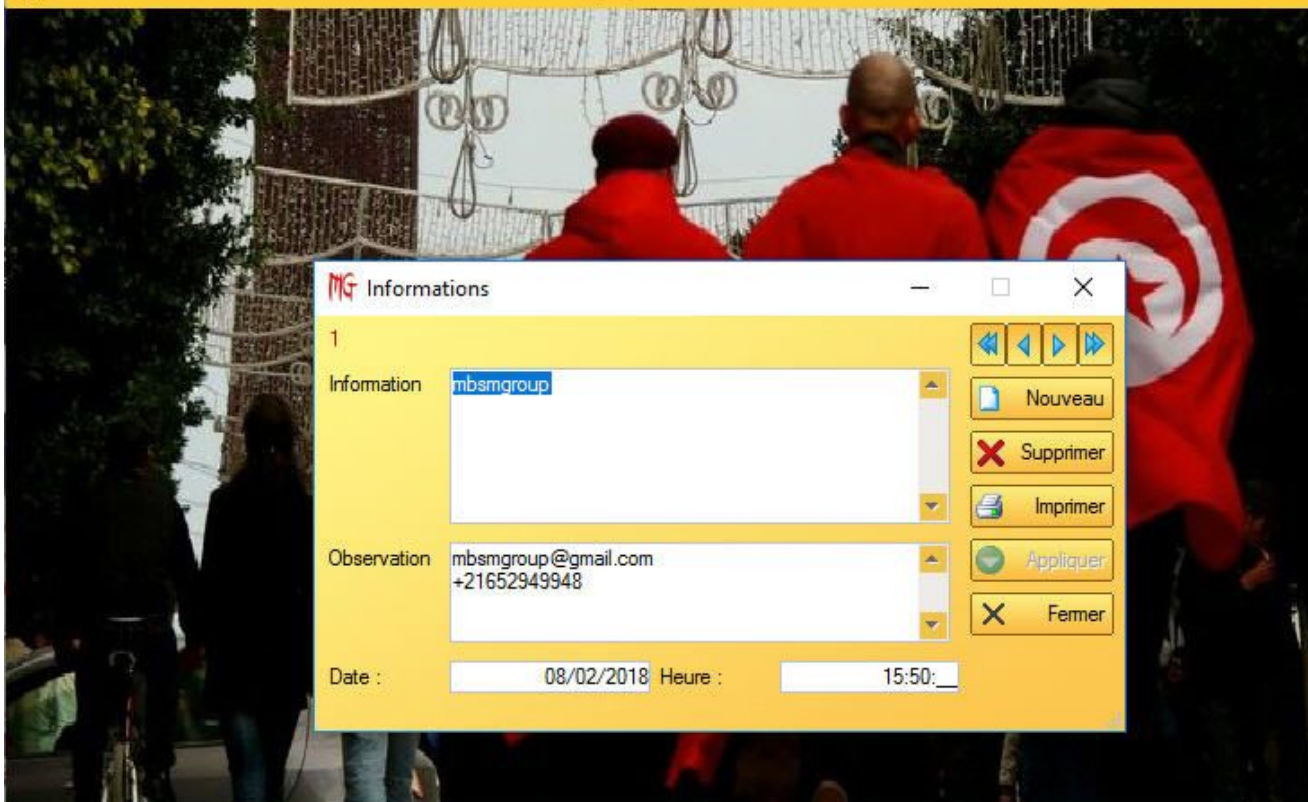 MG Informations
1
Information
mbsmgroup
Nouveau
Supprimer
Imprimer
Observation
mbsmgroup@gmail.com
+21652949948
Appliquer
Fermer
Date : 08/02/2018 Heure : 15:50:__